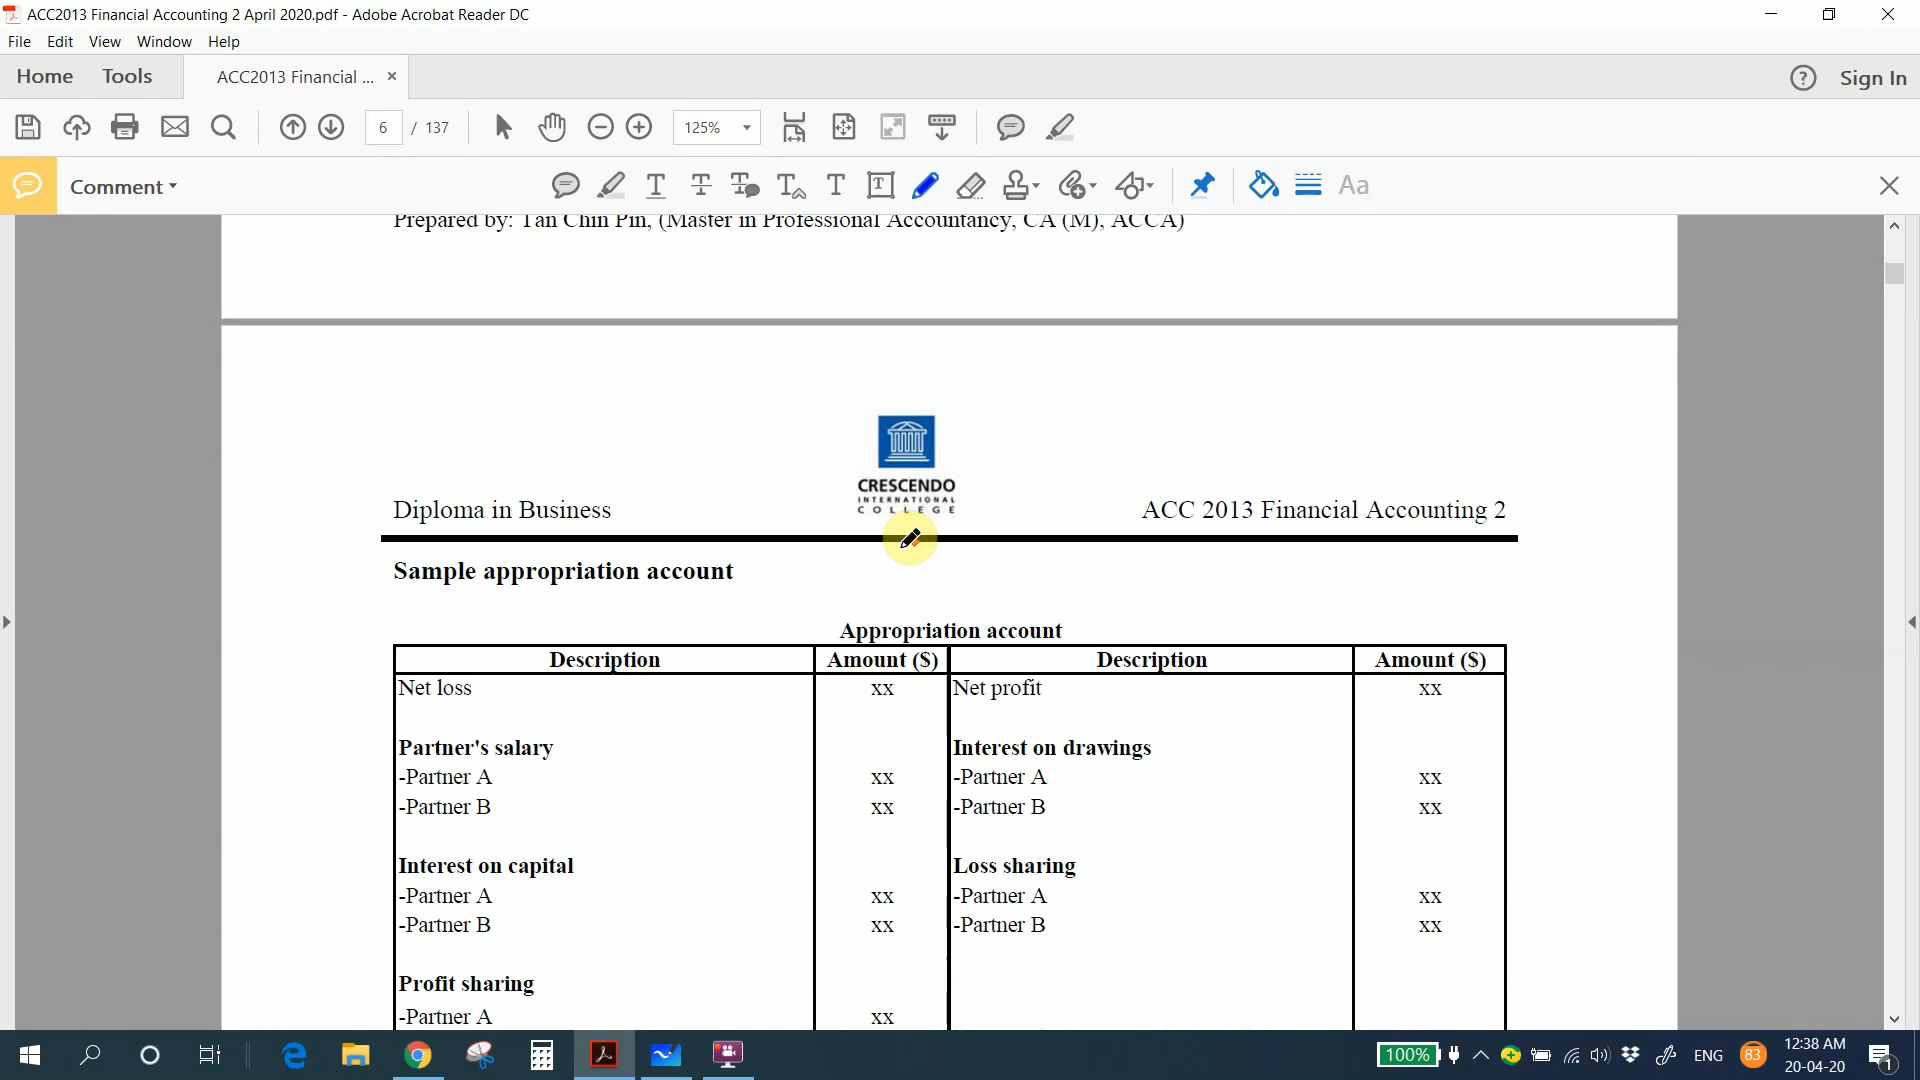 ACC2013 Financial Accounting 2 April 2020.pdf - Adobe Acrobat Reader DC
File Edit View Window Help
Home Tools ACC2013 Financial ... × ? Sign In
6 / 137 125%
Comment T T T T T T Aa
Prepared by: Tan Chin Pin, (Master in Professional Accountancy, CA (M), ACCA)
CRESCENDO
INTERNATIONAL
COLLEGE
Diploma in Business ACC 2013 Financial Accounting 2
Sample appropriation account
Appropriation account
Description Amount ($) Description Amount ($)
Net loss xx Net profit xx
Partner's salary Interest on drawings
-Partner A xx -Partner A xx
-Partner B xx -Partner B xx
Interest on capital Loss sharing
-Partner A xx -Partner A xx
-Partner B xx -Partner B xx
Profit sharing
-Partner A xx
100% ENG 83 12:38 AM
20-04-20 1